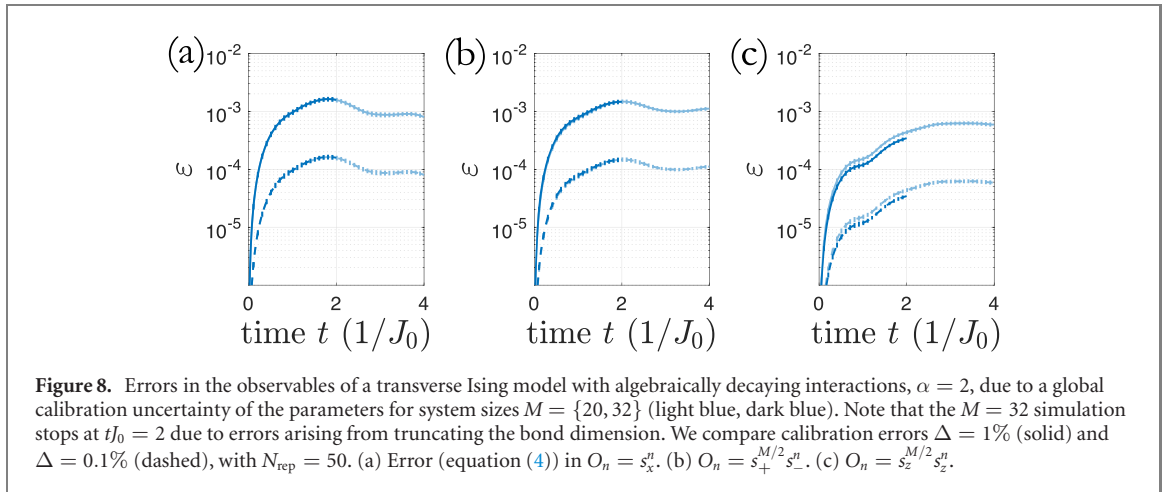 (a) (b) (c)
10⁻² 10⁻² 10⁻²
10⁻³ 10⁻³ 10⁻³
ε 10⁻⁴ ε 10⁻⁴ ε 10⁻⁴
10⁻⁵ 10⁻⁵ 10⁻⁵
0 2 4 0 2 4 0 2 4
time t (1/J₀) time t (1/J₀) time t (1/J₀)
Figure 8. Errors in the observables of a transverse Ising model with algebraically decaying interactions, α = 2, due to a global
calibration uncertainty of the parameters for system sizes M = {20, 32} (light blue, dark blue). Note that the M = 32 simulation
stops at tJ₀ = 2 due to errors arising from truncating the bond dimension. We compare calibration errors Δ = 1% (solid) and
Δ = 0.1% (dashed), with N_rep = 50. (a) Error (equation (4)) in O_n = s_x^n. (b) O_n = s_+^{M/2} s_−^n. (c) O_n = s_z^{M/2} s_z^n.